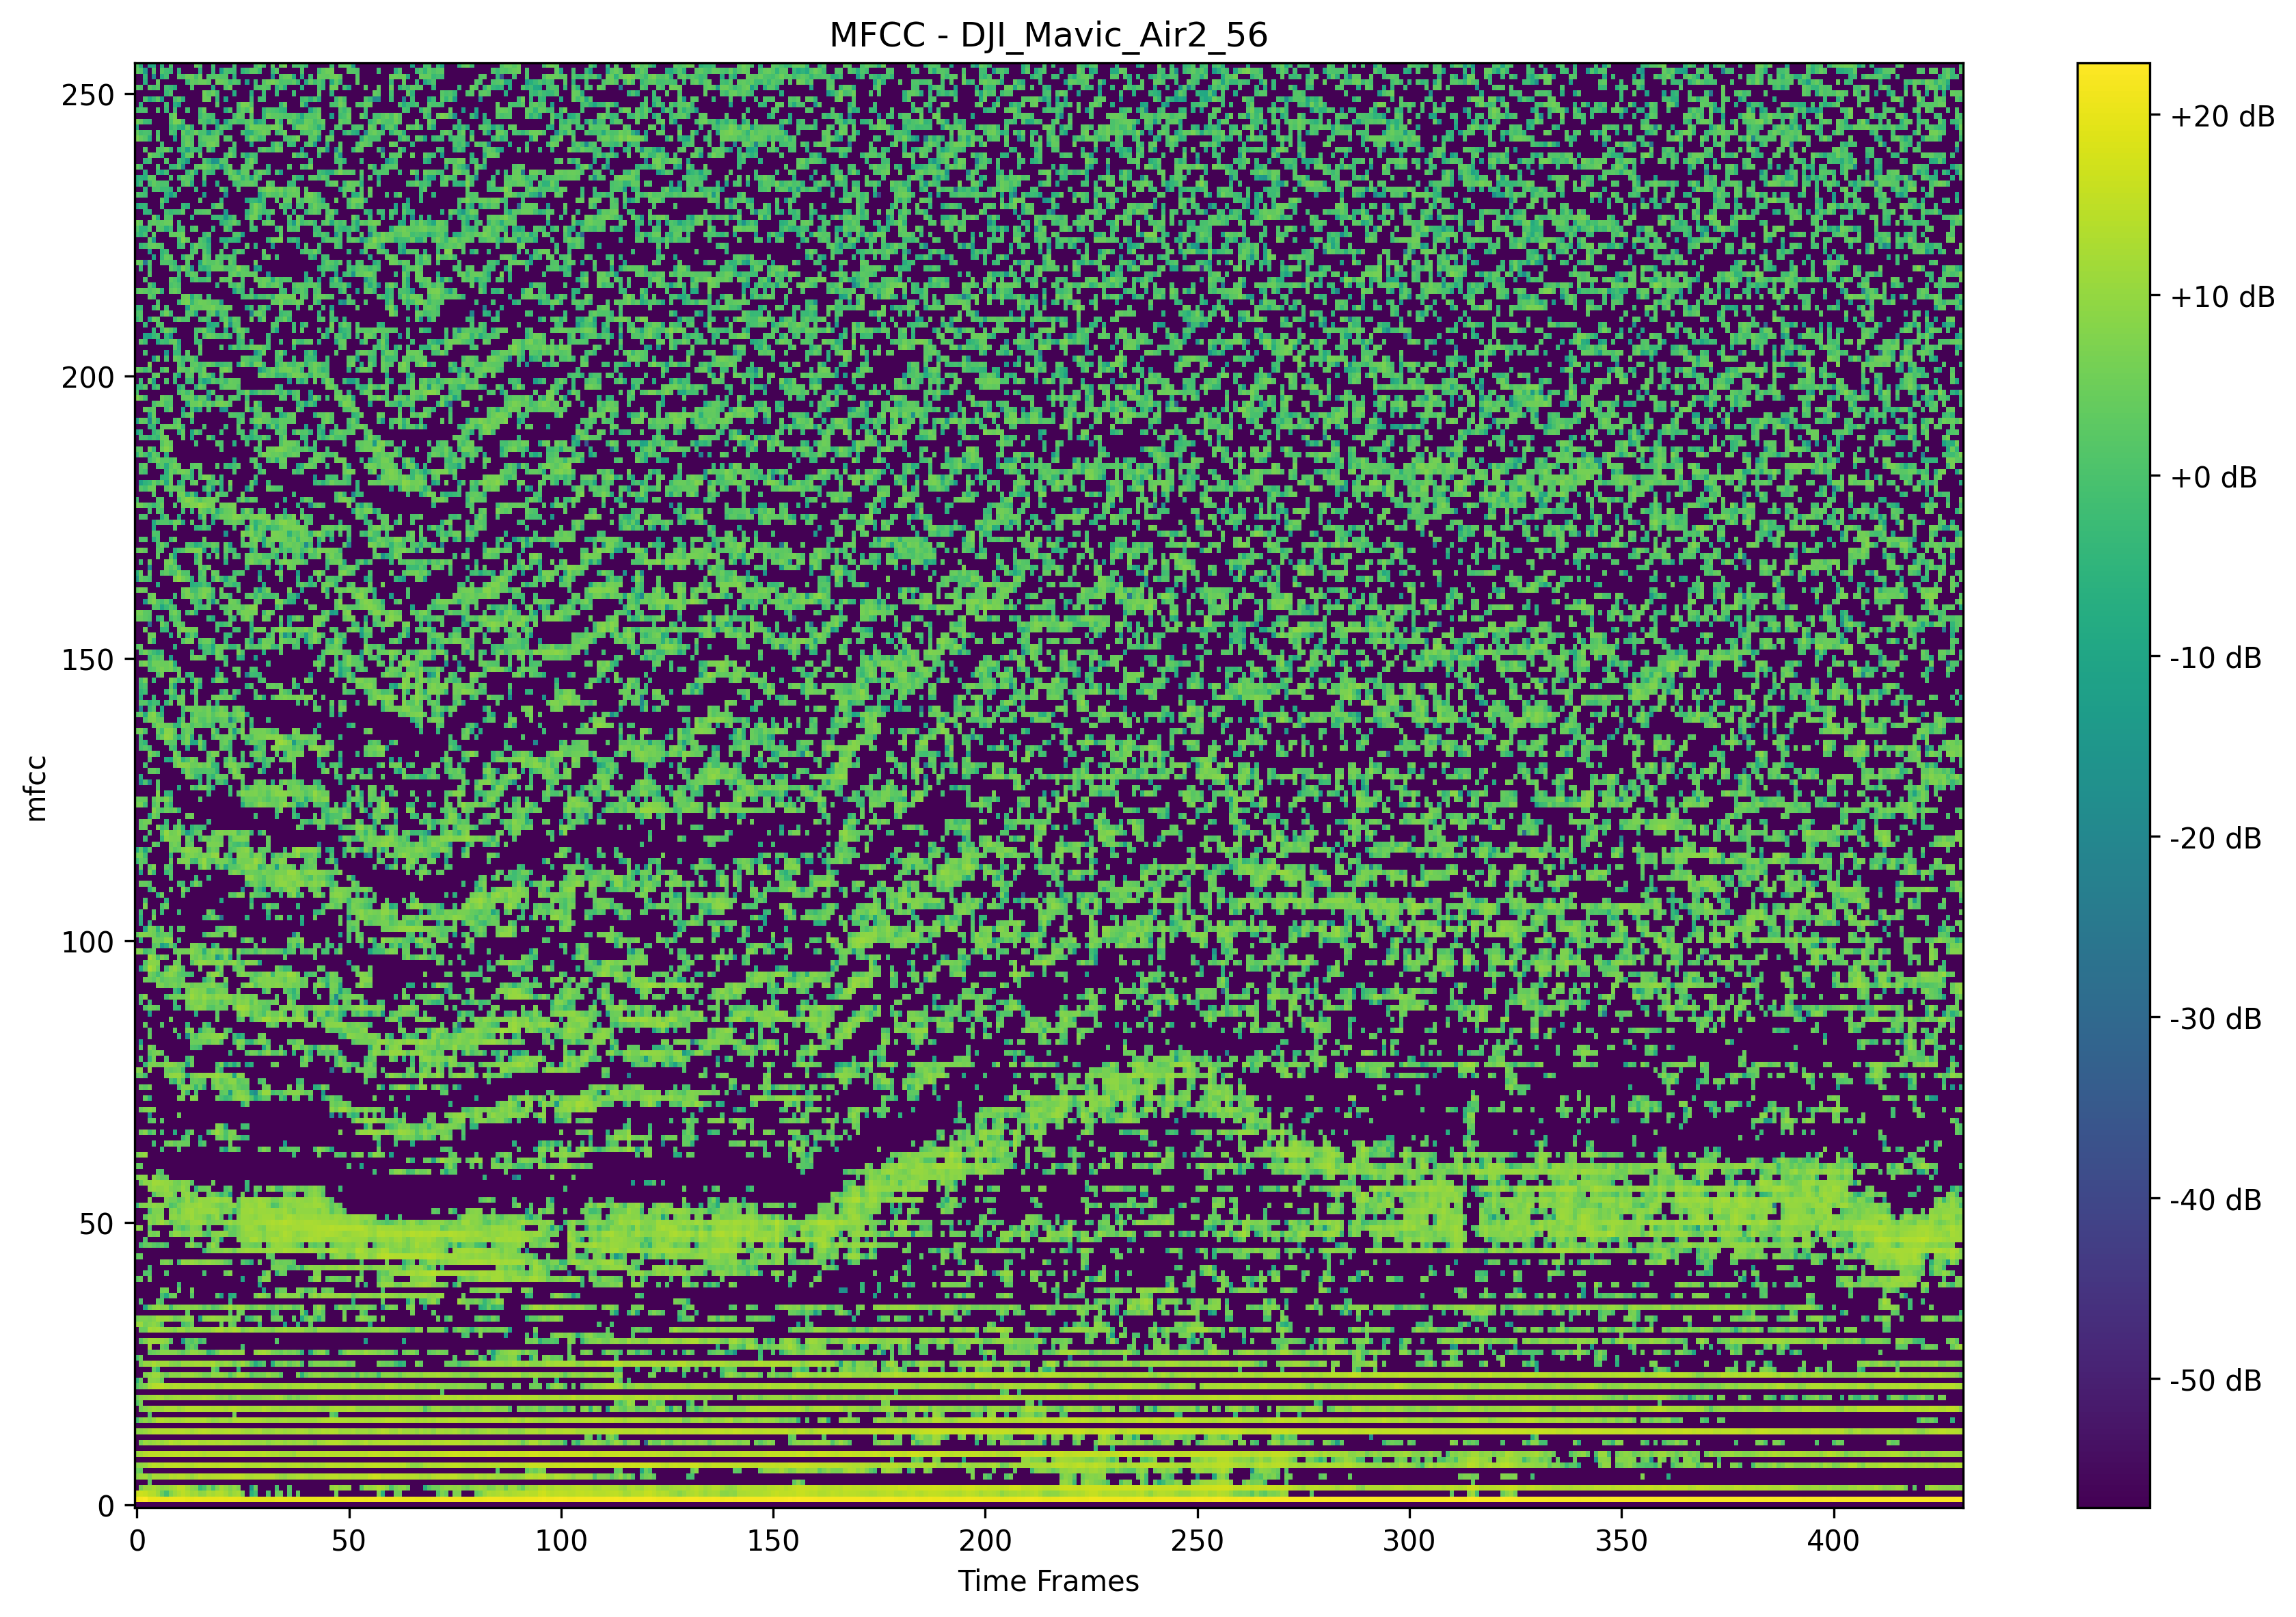 MFCC - DJI_Mavic_Air2_56
250
200
150
100
50
0
mfcc
0 50 100 150 200 250 300 350 400
Time Frames
+20 dB
+10 dB
+0 dB
-10 dB
-20 dB
-30 dB
-40 dB
-50 dB